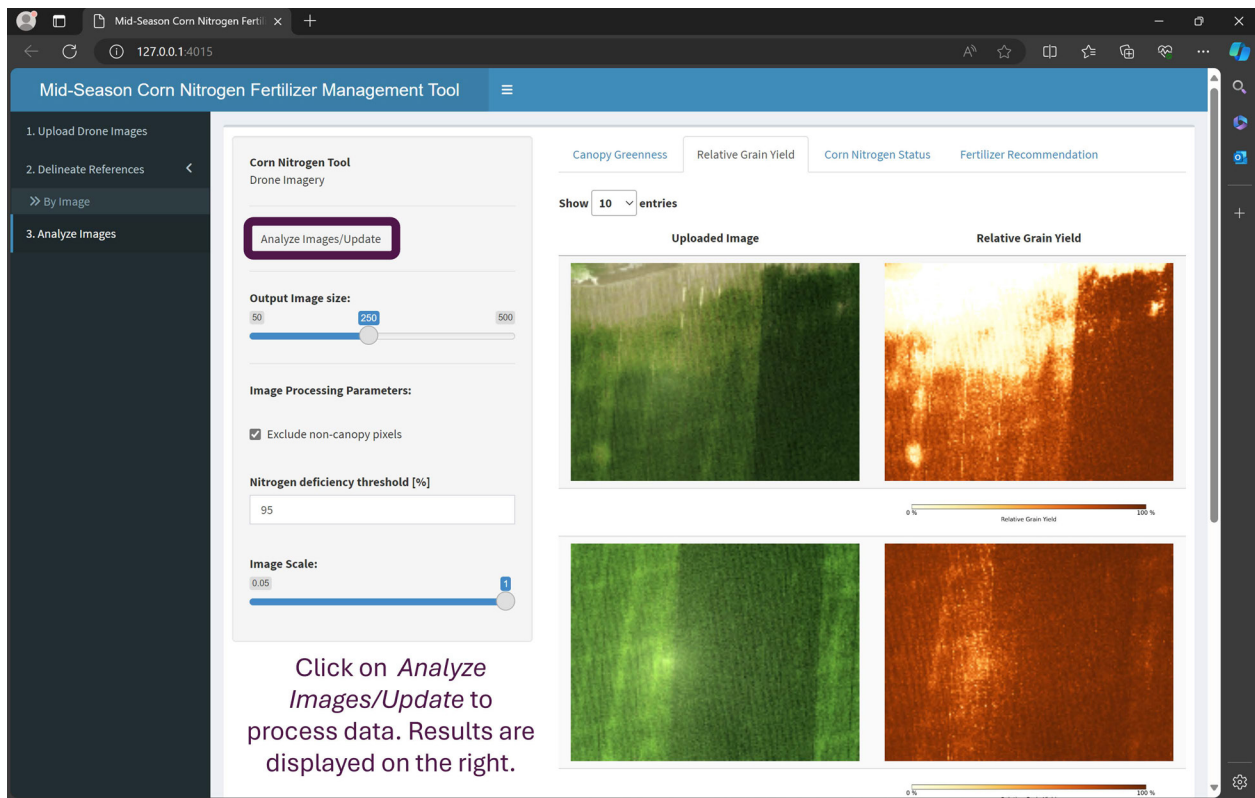 Mid-Season Corn Nitrogen Fertil
127.0.0.1:4015
Mid-Season Corn Nitrogen Fertilizer Management Tool
1. Upload Drone Images
2. Delineate References
By Image
3. Analyze Images
Corn Nitrogen Tool
Drone Imagery
Analyze Images/Update
Output Image size:
50 250 500
Image Processing Parameters:
Exclude non-canopy pixels
Nitrogen deficiency threshold [%]
95
Image Scale:
0.05 1
Click on Analyze
Images/Update to
process data. Results are
displayed on the right.
Canopy Greenness Relative Grain Yield Corn Nitrogen Status Fertilizer Recommendation
Show 10 entries
Uploaded Image Relative Grain Yield
0 % 100 %
Relative Grain Yield
0 % 100 %